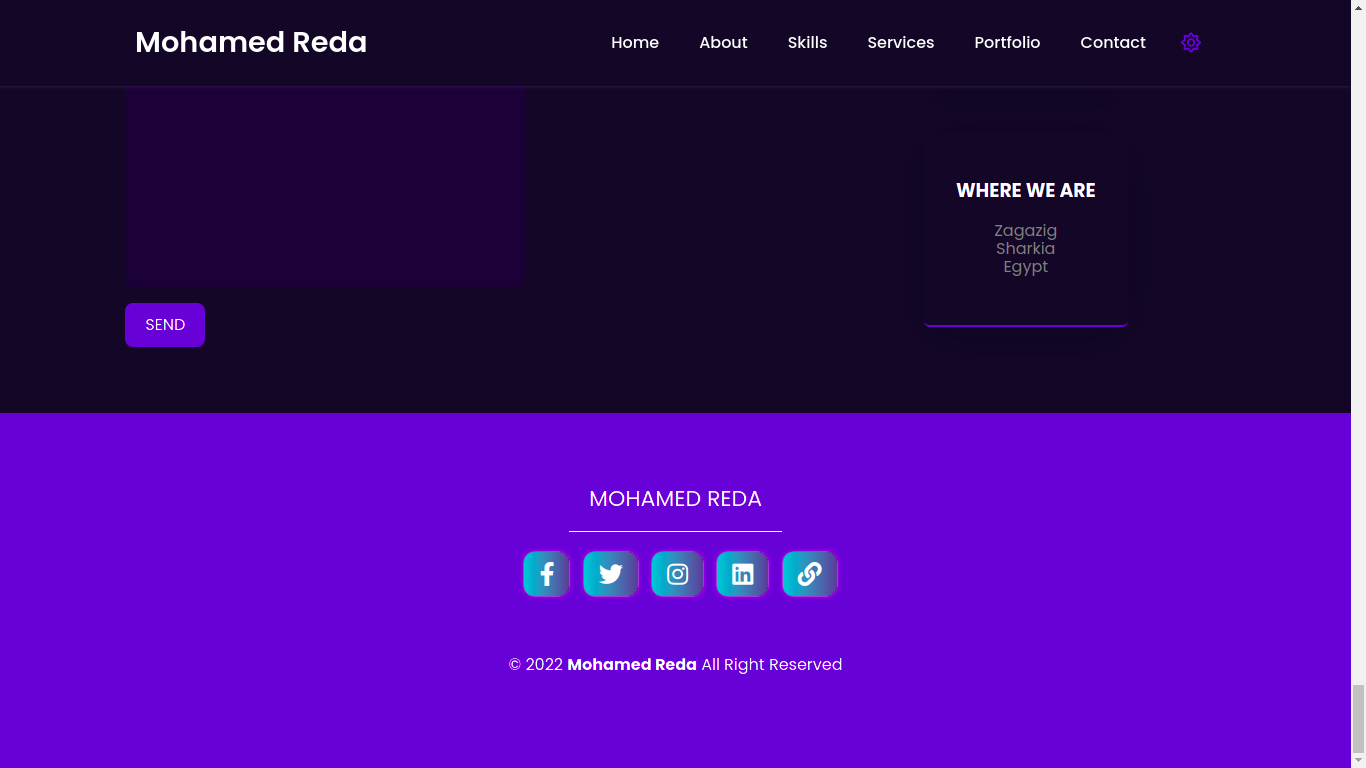 Mohamed Reda
Home About Skills Services Portfolio Contact
WHERE WE ARE
Zagazig
Sharkia
Egypt
SEND
MOHAMED REDA
© 2022 Mohamed Reda All Right Reserved